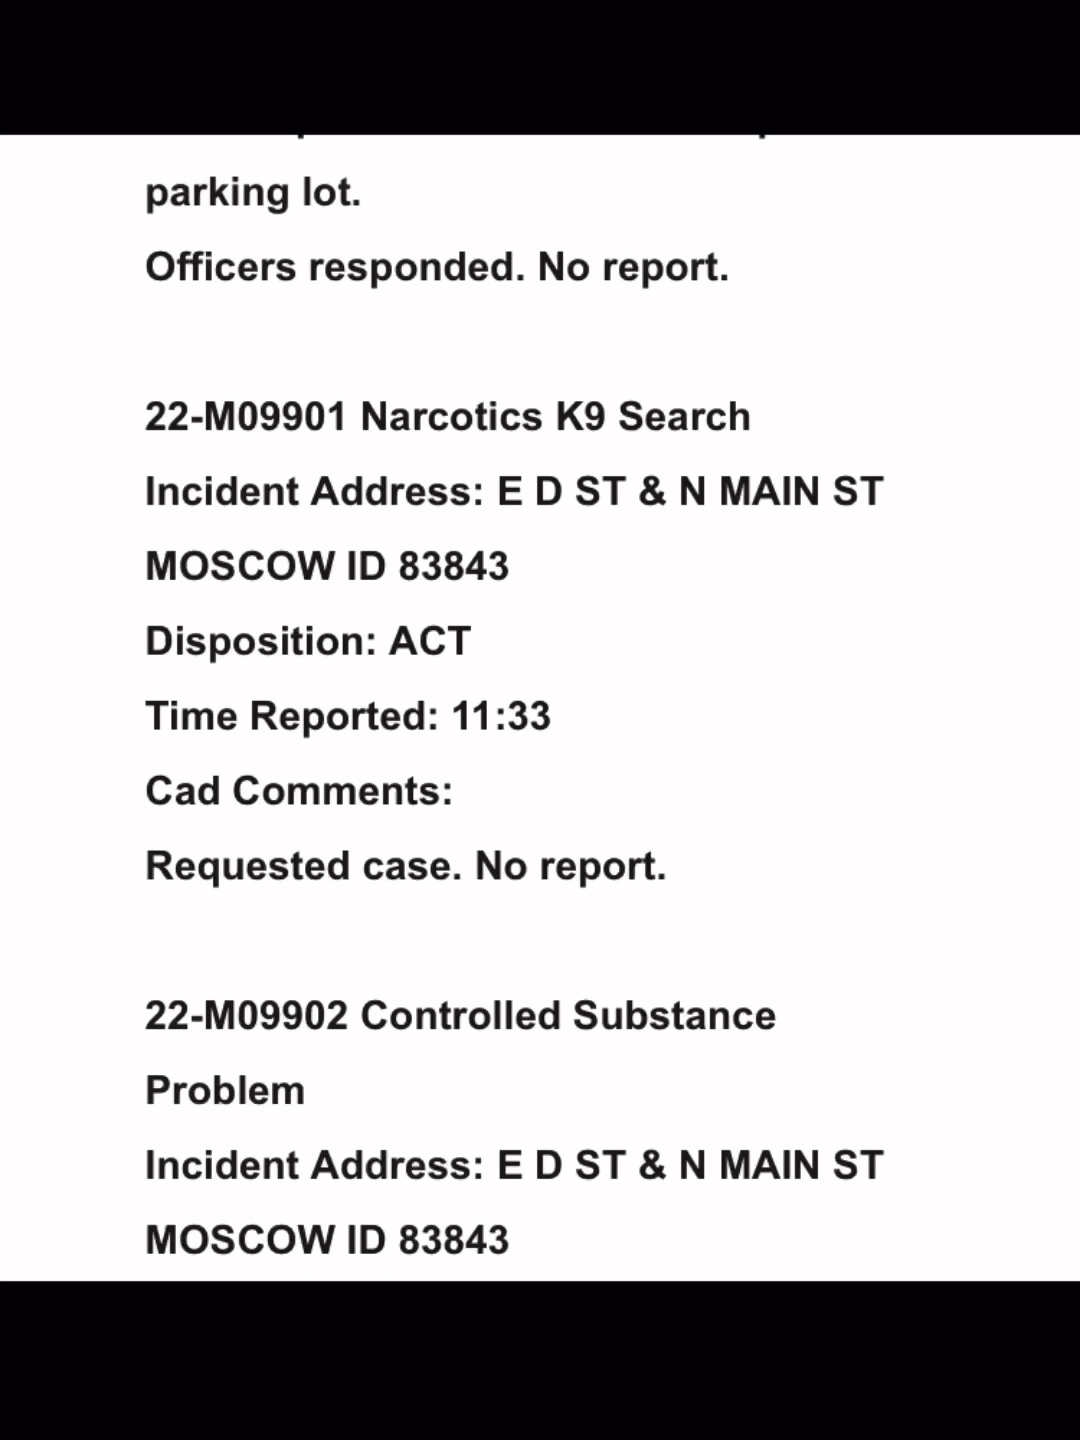 parking lot.
Officers responded. No report.
22-M09901 Narcotics K9 Search
Incident Address: E D ST & N MAIN ST
MOSCOW ID 83843
Disposition: ACT
Time Reported: 11:33
Cad Comments:
Requested case. No report.
22-M09902 Controlled Substance
Problem
Incident Address: E D ST & N MAIN ST
MOSCOW ID 83843